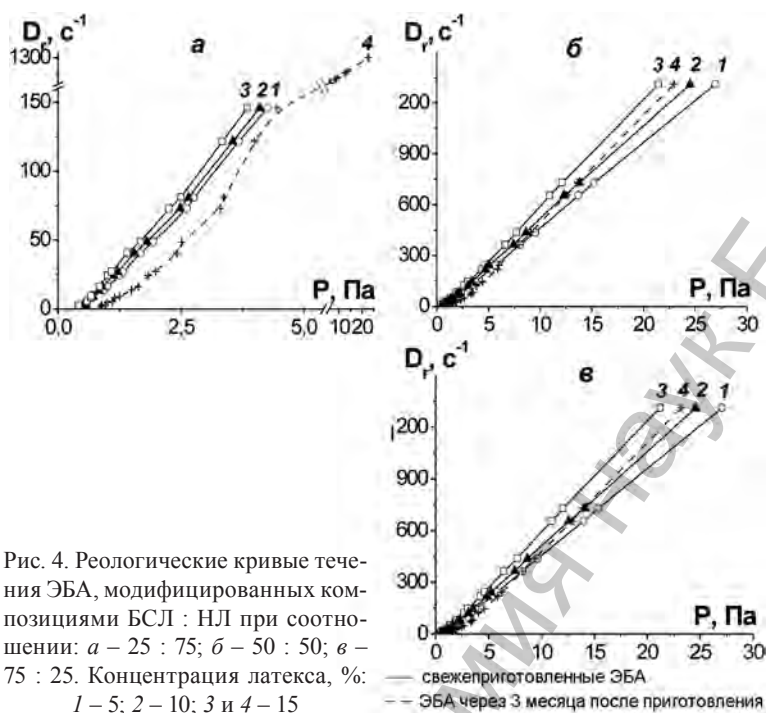 D_r, с⁻¹
а
4
1300
3 2 1
150
100
50
0
P, Па
0,0 2,5 5,0 10 20
D_r, с⁻¹
б
3 4 2 1
200
900
600
300
0
P, Па
0 5 10 15 20 25 30
D_r, с⁻¹
в
3 4 2 1
200
900
600
300
0
P, Па
0 5 10 15 20 25 30
свежеприготовленные ЭБА
ЭБА через 3 месяца после приготовления
Рис. 4. Реологические кривые тече-
ния ЭБА, модифицированных ком-
позициями БСЛ : НЛ при соотно-
шении: а – 25 : 75; б – 50 : 50; в –
75 : 25. Концентрация латекса, %:
1 – 5; 2 – 10; 3 и 4 – 15
мия наук Б